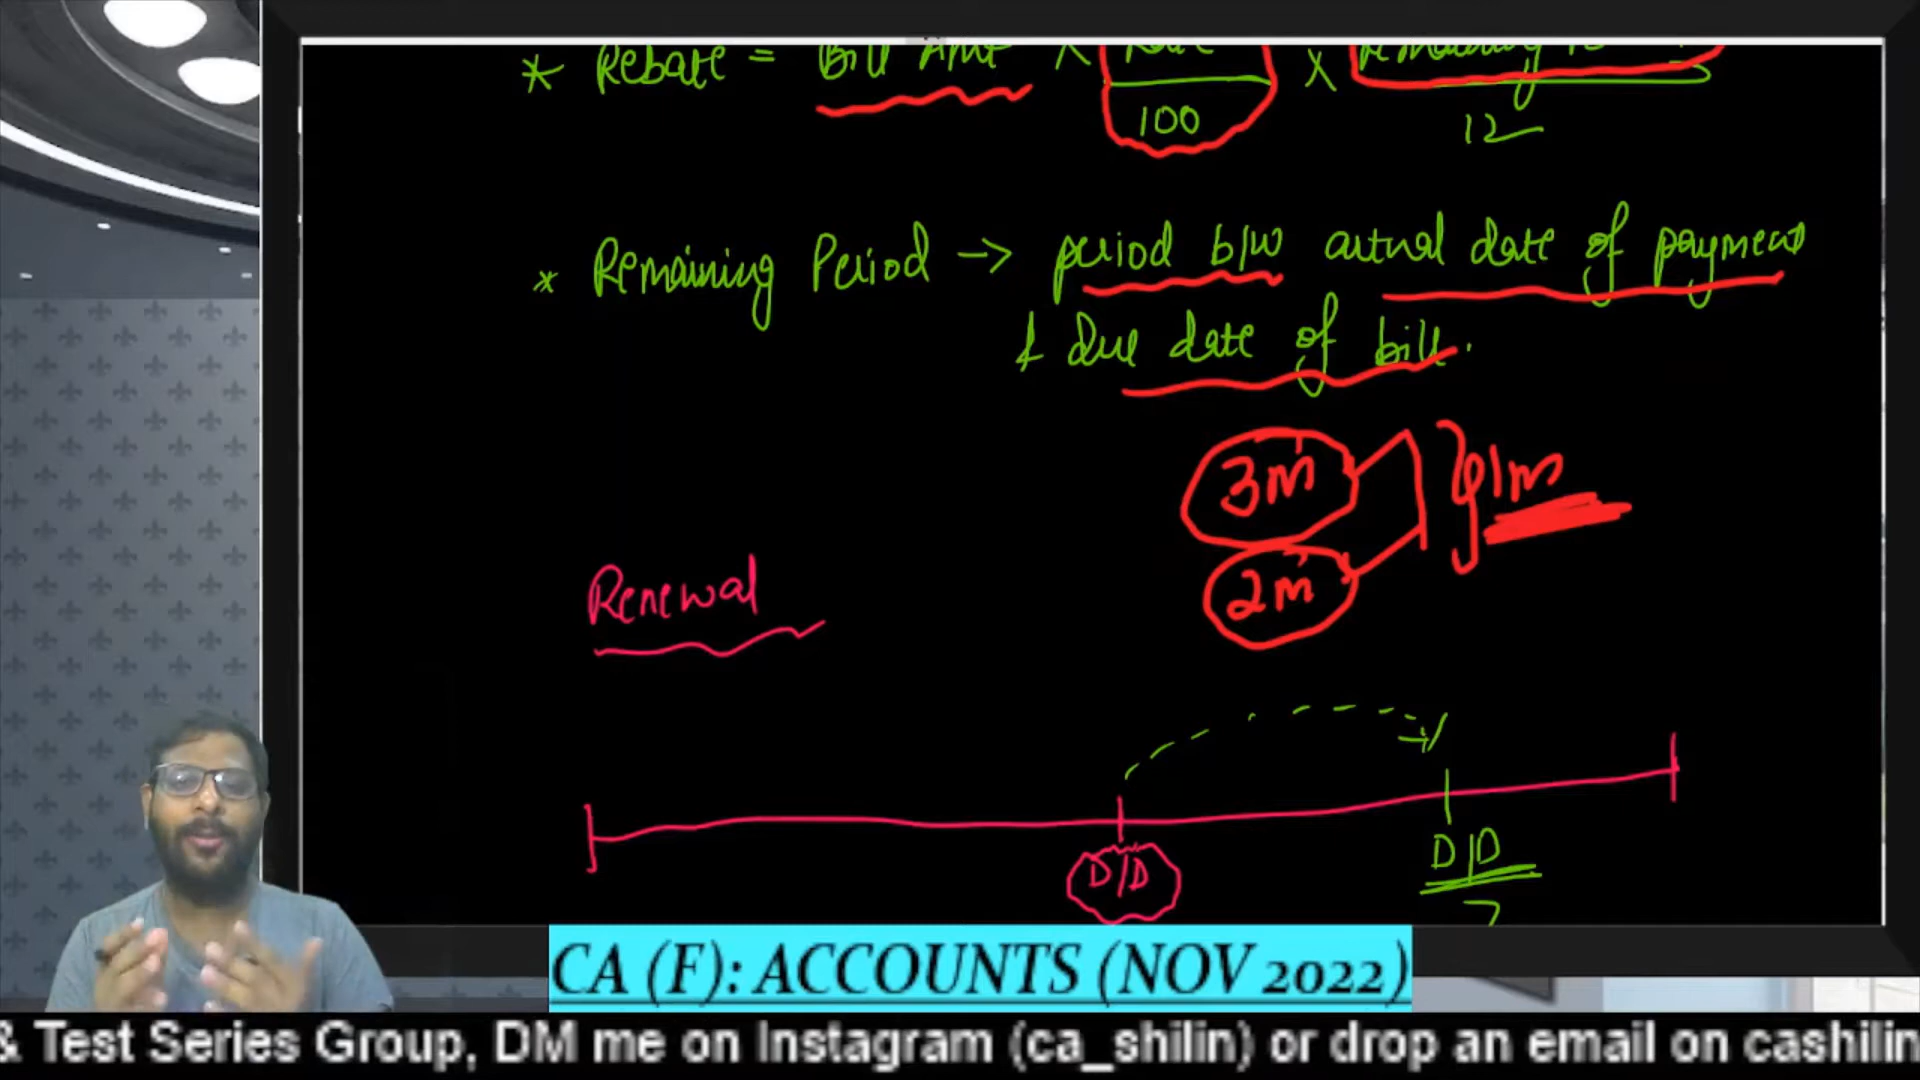 * Rebate = Bill Amt × Rate / 100 × Remaining / 12
* Remaining Period → period b/w actual date of payment
& Due date of bill.
3m
1m
2m
Renewal
D/D
D/D
CA (F): ACCOUNTS (NOV 2022)
& Test Series Group, DM me on Instagram (ca_shilin) or drop an email on cashilin